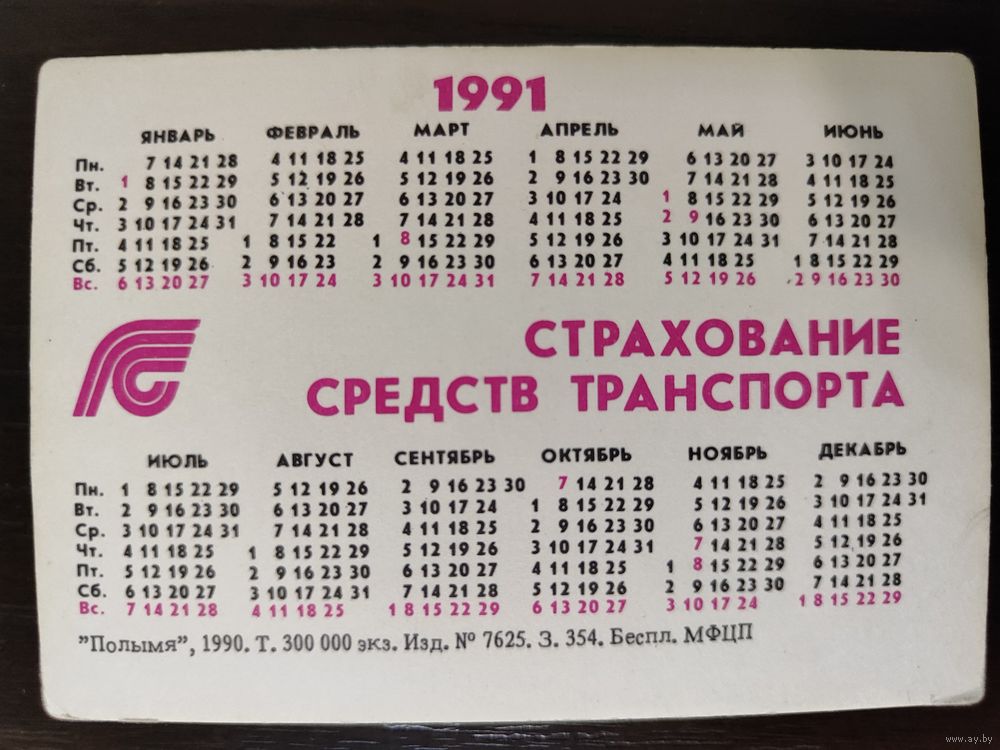 1991
ЯНВАРЬ ФЕВРАЛЬ МАРТ АПРЕЛЬ МАЙ ИЮНЬ
Пн. 7 14 21 28 4 11 18 25 4 11 18 25 1 8 15 22 29 6 13 20 27 3 10 17 24
Вт. 1 8 15 22 29 5 12 19 26 5 12 19 26 2 9 16 23 30 7 14 21 28 4 11 18 25
Ср. 2 9 16 23 30 6 13 20 27 6 13 20 27 3 10 17 24 1 8 15 22 29 5 12 19 26
Чт. 3 10 17 24 31 7 14 21 28 7 14 21 28 4 11 18 25 2 9 16 23 30 6 13 20 27
Пт. 4 11 18 25 1 8 15 22 1 8 15 22 29 5 12 19 26 3 10 17 24 31 7 14 21 28
Сб. 5 12 19 26 2 9 16 23 2 9 16 23 30 6 13 20 27 4 11 18 25 1 8 15 22 29
Вс. 6 13 20 27 3 10 17 24 3 10 17 24 31 7 14 21 28 5 12 19 26 2 9 16 23 30
СТРАХОВАНИЕ
СРЕДСТВ ТРАНСПОРТА
ИЮЛЬ АВГУСТ СЕНТЯБРЬ ОКТЯБРЬ НОЯБРЬ ДЕКАБРЬ
Пн. 1 8 15 22 29 5 12 19 26 2 9 16 23 30 7 14 21 28 4 11 18 25 2 9 16 23 30
Вт. 2 9 16 23 30 6 13 20 27 3 10 17 24 1 8 15 22 29 5 12 19 26 3 10 17 24 31
Ср. 3 10 17 24 31 7 14 21 28 4 11 18 25 2 9 16 23 30 6 13 20 27 4 11 18 25
Чт. 4 11 18 25 1 8 15 22 29 5 12 19 26 3 10 17 24 31 7 14 21 28 5 12 19 26
Пт. 5 12 19 26 2 9 16 23 30 6 13 20 27 4 11 18 25 1 8 15 22 29 6 13 20 27
Сб. 6 13 20 27 3 10 17 24 31 7 14 21 28 5 12 19 26 2 9 16 23 30 7 14 21 28
Вс. 7 14 21 28 4 11 18 25 1 8 15 22 29 6 13 20 27 3 10 17 24 1 8 15 22 29
"Полымя", 1990. Т. 300 000 экз. Изд. № 7625. З. 354. Беспл. МФЦП
www.ay.by